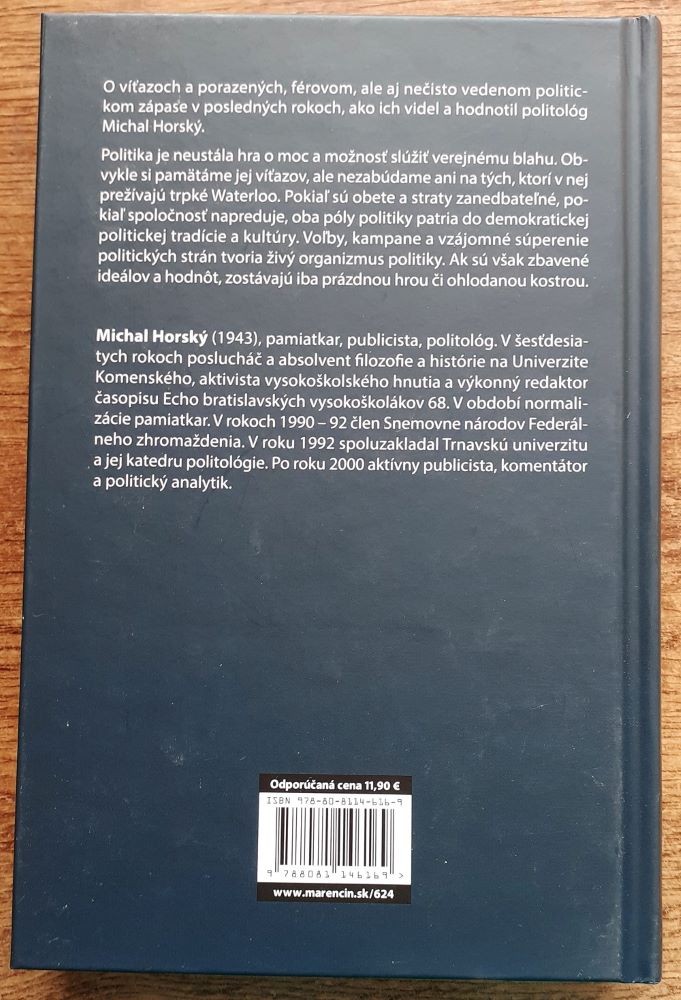 O víťazoch a porazených, férovom, ale aj nečisto vedenom politic-
kom zápase v posledných rokoch, ako ich videl a hodnotil politológ
Michal Horský.
Politika je neustála hra o moc a možnosť slúžiť verejnému blahu. Ob-
vykle si pamätáme jej víťazov, ale nezabúdame ani na tých, ktorí v nej
prežívajú trpké Waterloo. Pokiaľ sú obete a straty zanedbateľné, po-
kiaľ spoločnosť napreduje, oba póly politiky patria do demokratickej
politickej tradície a kultúry. Voľby, kampane a vzájomné súperenie
politických strán tvoria živý organizmus politiky. Ak sú však zbavené
ideálov a hodnôt, zostávajú iba prázdnou hrou či ohlodanou kostrou.
Michal Horský (1943), pamiatkar, publicista, politológ. V šesťdesia-
tych rokoch poslucháč a absolvent filozofie a histórie na Univerzite
Komenského, aktivista vysokoškolského hnutia a výkonný redaktor
časopisu Echo bratislavských vysokoškolákov 68. V období normali-
zácie pamiatkar. V rokoch 1990 – 92 člen Snemovne národov Federál-
neho zhromaždenia. V roku 1992 spoluzakladal Trnavskú univerzitu
a jej katedru politológie. Po roku 2000 aktívny publicista, komentátor
a politický analytik.
Odporúčaná cena 11,90 €
ISBN 978-80-8114-616-9
9 788081 146169 >
www.marencin.sk/624